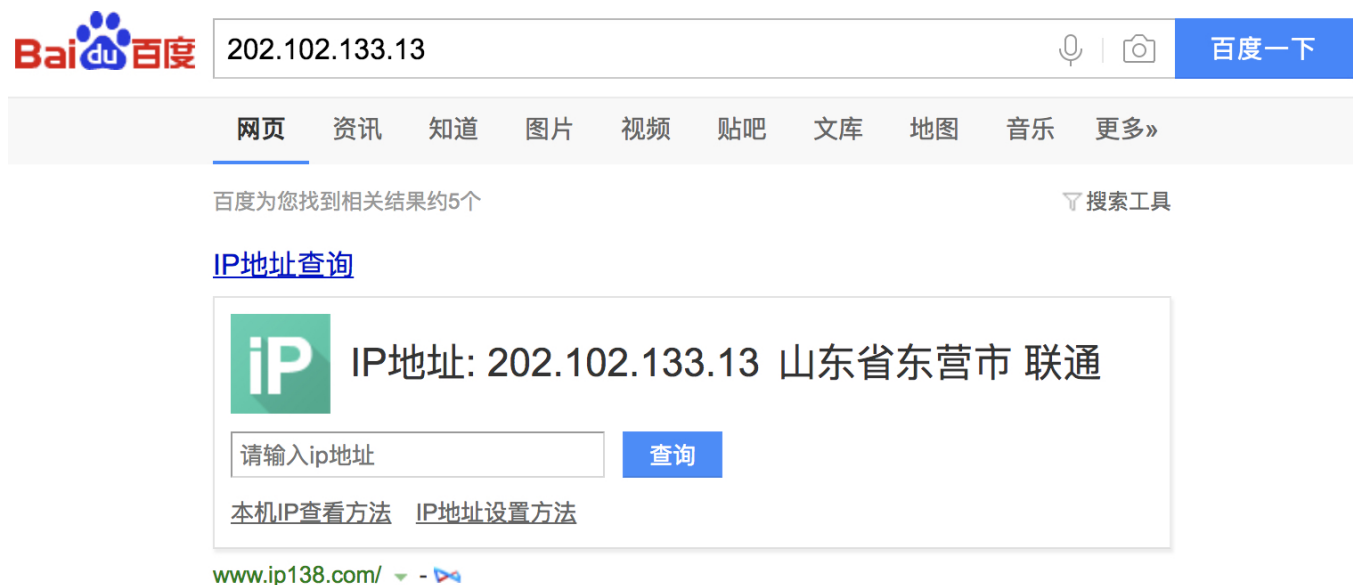 Baidu百度 202.102.133.13 百度一下
网页 资讯 知道 图片 视频 贴吧 文库 地图 音乐 更多»
百度为您找到相关结果约5个 搜索工具
IP地址查询
iP IP地址: 202.102.133.13 山东省东营市 联通
请输入ip地址 查询
本机IP查看方法 IP地址设置方法
www.ip138.com/ -